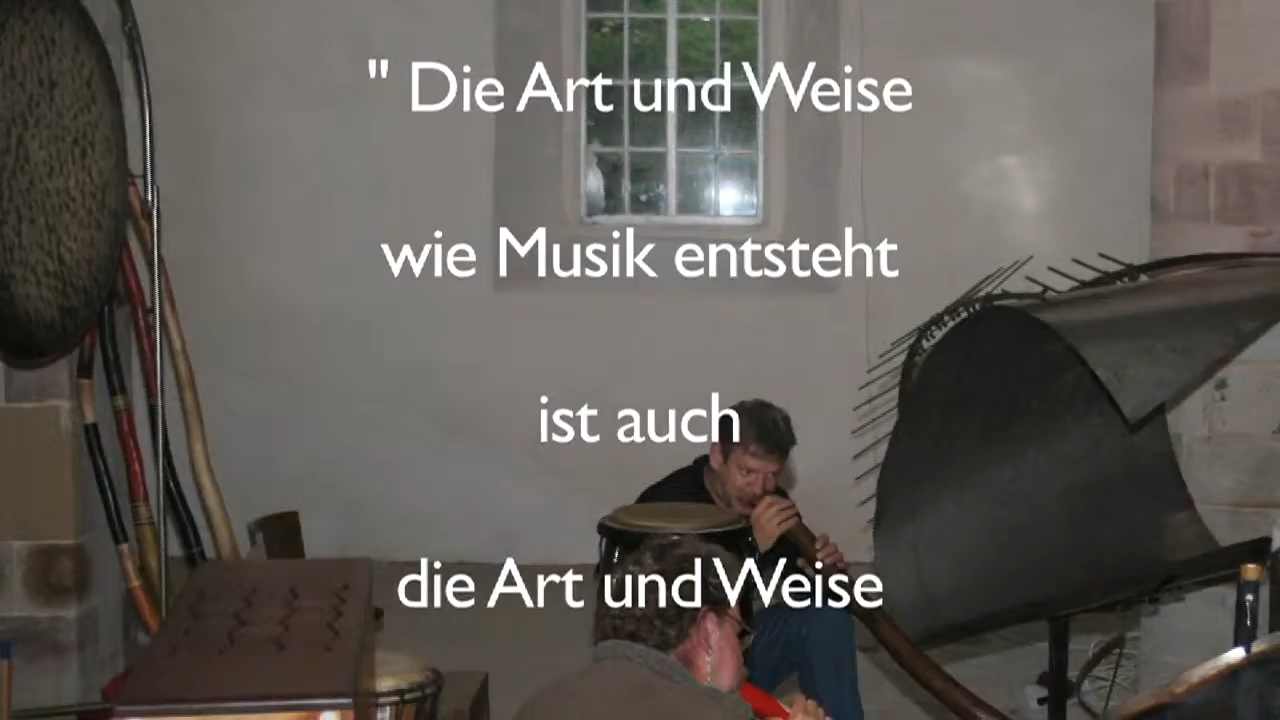 " Die Art und Weise
wie Musik entsteht
ist auch
die Art und Weise